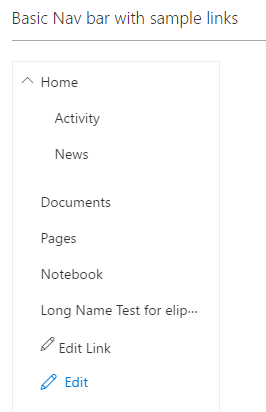 Basic Nav bar with sample links
Home
Activity
News
Documents
Pages
Notebook
Long Name Test for elip···
Edit Link
Edit